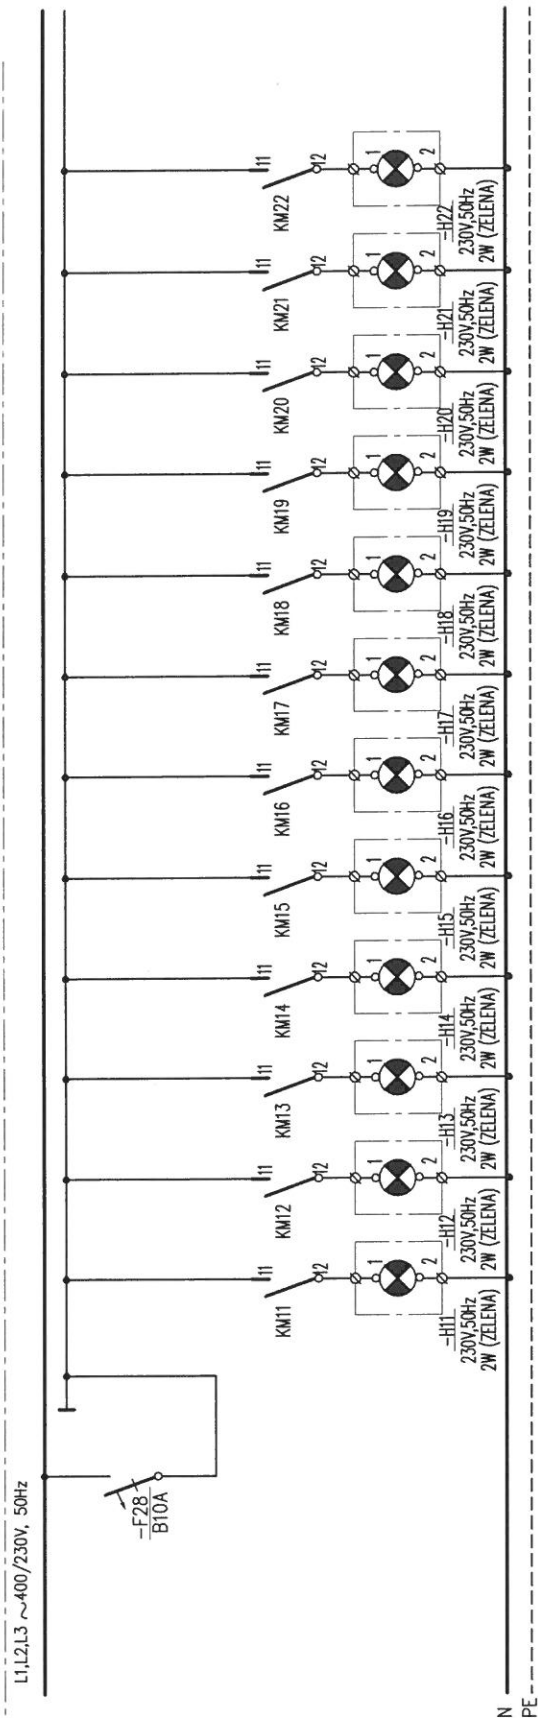 L1,L2,L3 ~400/230V, 50Hz
-F28
B10A
11
KM11
12
1
2
-H11
230V,50Hz
2W (ZELENA)
11
KM12
12
1
2
-H12
230V,50Hz
2W (ZELENA)
11
KM13
12
1
2
-H13
230V,50Hz
2W (ZELENA)
11
KM14
12
1
2
-H14
230V,50Hz
2W (ZELENA)
11
KM15
12
1
2
-H15
230V,50Hz
2W (ZELENA)
11
KM16
12
1
2
-H16
230V,50Hz
2W (ZELENA)
11
KM17
12
1
2
-H17
230V,50Hz
2W (ZELENA)
11
KM18
12
1
2
-H18
230V,50Hz
2W (ZELENA)
11
KM19
12
1
2
-H19
230V,50Hz
2W (ZELENA)
11
KM20
12
1
2
-H20
230V,50Hz
2W (ZELENA)
11
KM21
12
1
2
-H21
230V,50Hz
2W (ZELENA)
11
KM22
12
1
2
-H22
230V,50Hz
2W (ZELENA)
N
PE